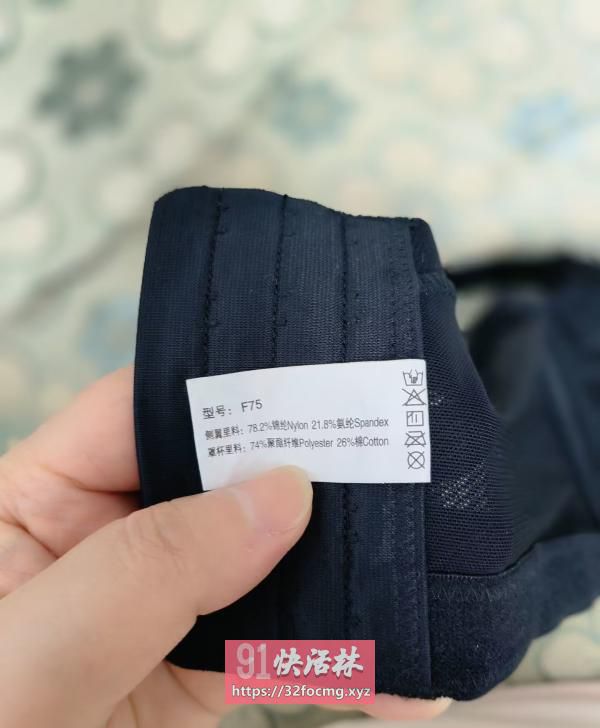 型号：F75
侧翼里料：78.2%锦纶Nylon 21.8%氨纶Spandex
罩杯里料：74%聚酯纤维Polyester 26%棉Cotton
91快活林
https://32focmg.xyz